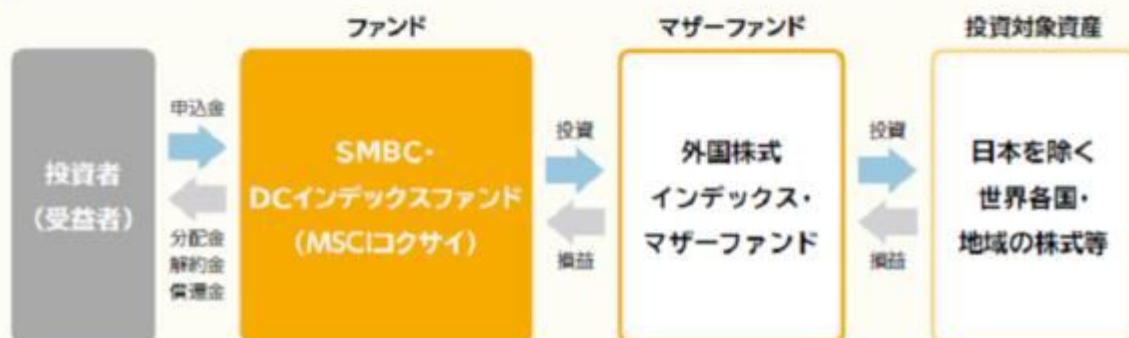 ファンド
マザーファンド
投資対象資産
投資者
（受益者）
申込金
分配金
解約金
償還金
SMBC・
DCインデックスファンド
（MSCIコクサイ）
投資
損益
外国株式
インデックス・
マザーファンド
投資
損益
日本を除く
世界各国・
地域の株式等